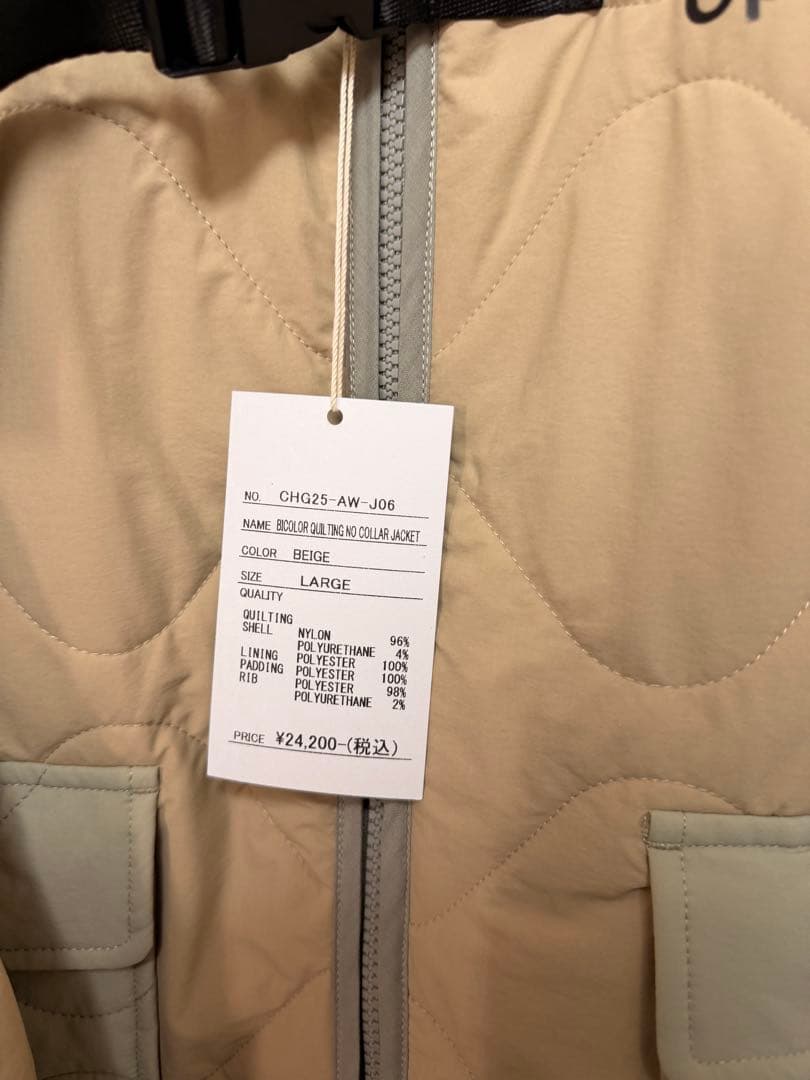 NO. CHG25-AW-J06
NAME BICOLOR QUILTING NO COLLAR JACKET
COLOR BEIGE
SIZE LARGE
QUALITY
QUILTING
SHELL NYLON 96%
POLYURETHANE 4%
LINING POLYESTER 100%
PADDING POLYESTER 100%
RIB POLYESTER 98%
POLYURETHANE 2%
PRICE ¥24,200-(税込)